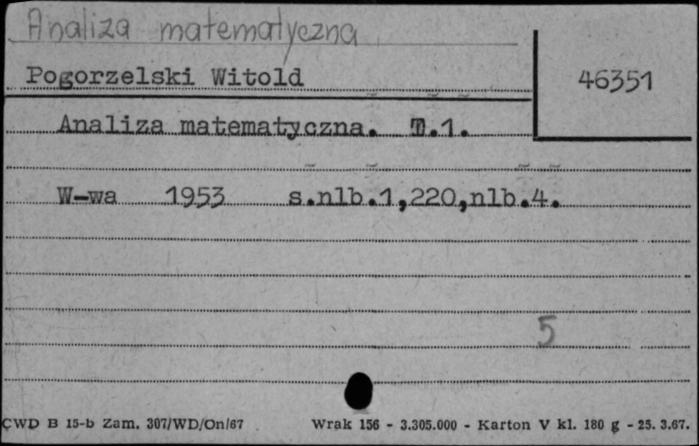 Analiza matematyczna
Pogorzelski Witold
46351
Analiza matematyczna. T.1.
W-wa 1953 s.nlb.1,220,nlb.4.
5
CWD B 15-b Zam. 307/WD/On/67 Wrak 156 - 3.305.000 - Karton V kl. 180 g - 25. 3.67.